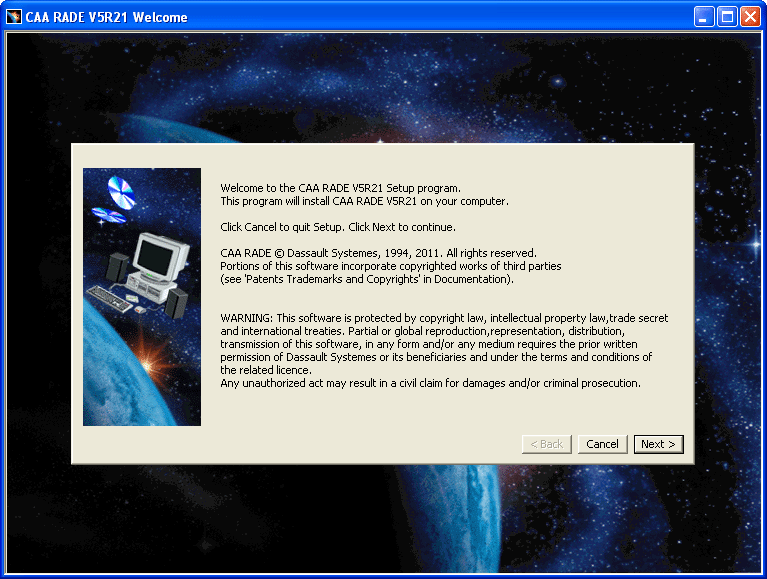 CAA RADE V5R21 Welcome
Welcome to the CAA RADE V5R21 Setup program.
This program will install CAA RADE V5R21 on your computer.
Click Cancel to quit Setup. Click Next to continue.
CAA RADE © Dassault Systemes, 1994, 2011. All rights reserved.
Portions of this software incorporate copyrighted works of third parties
(see 'Patents Trademarks and Copyrights' in Documentation).
WARNING: This software is protected by copyright law, intellectual property law,trade secret
and international treaties. Partial or global reproduction,representation, distribution,
transmission of this software, in any form and/or any medium requires the prior written
permission of Dassault Systemes or its beneficiaries and under the terms and conditions of
the related licence.
Any unauthorized act may result in a civil claim for damages and/or criminal prosecution.
< Back Cancel Next >